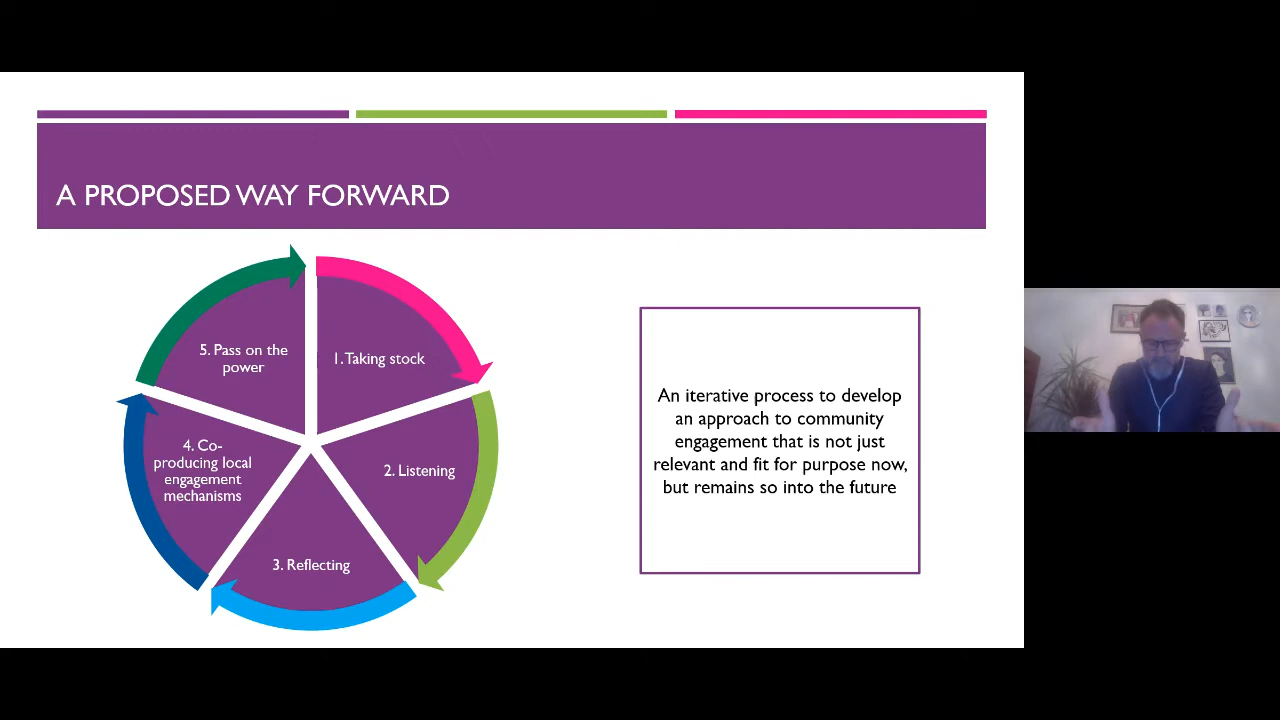 A PROPOSED WAY FORWARD
5. Pass on the
power
1. Taking stock
4. Co-
producing local
engagement
mechanisms
2. Listening
3. Reflecting
An iterative process to develop
an approach to community
engagement that is not just
relevant and fit for purpose now,
but remains so into the future